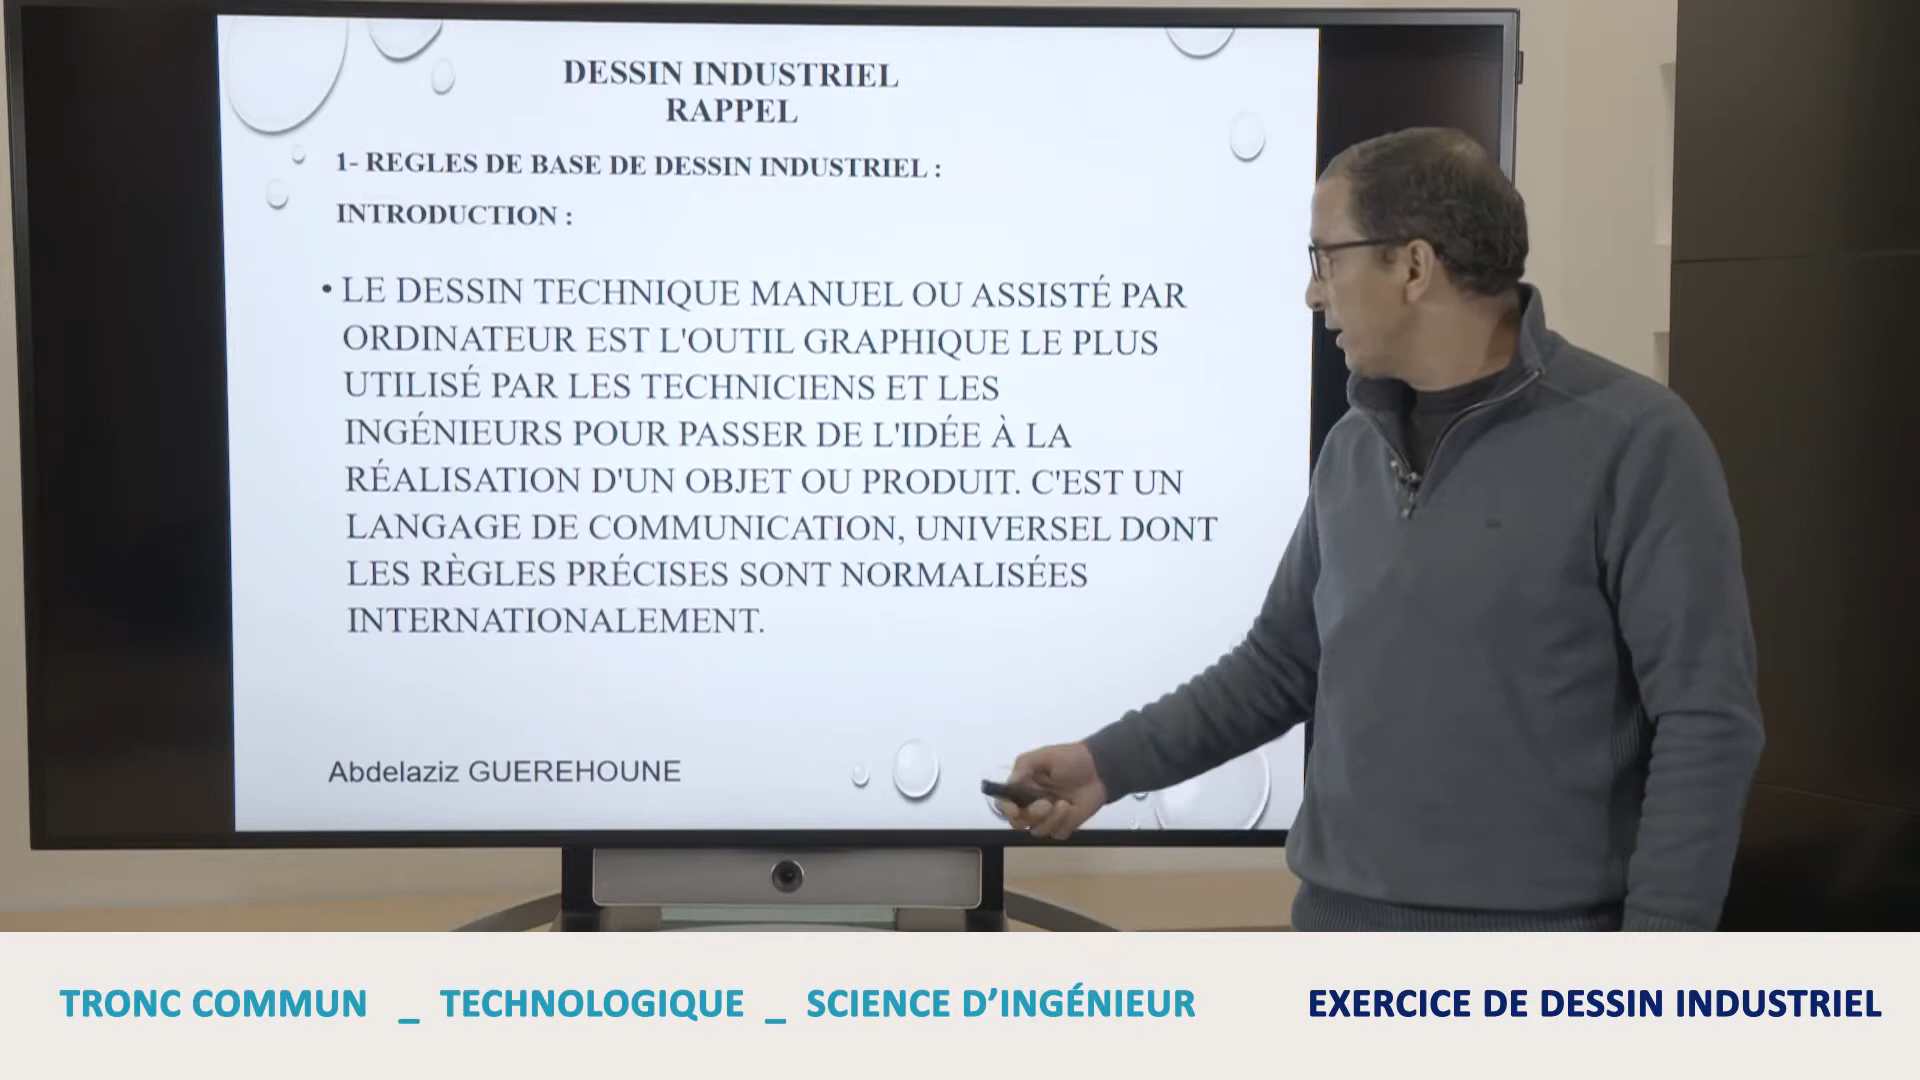 DESSIN INDUSTRIEL
RAPPEL
1- REGLES DE BASE DE DESSIN INDUSTRIEL :
INTRODUCTION :
• LE DESSIN TECHNIQUE MANUEL OU ASSISTÉ PAR
ORDINATEUR EST L'OUTIL GRAPHIQUE LE PLUS
UTILISÉ PAR LES TECHNICIENS ET LES
INGÉNIEURS POUR PASSER DE L'IDÉE À LA
RÉALISATION D'UN OBJET OU PRODUIT. C'EST UN
LANGAGE DE COMMUNICATION, UNIVERSEL DONT
LES RÈGLES PRÉCISES SONT NORMALISÉES
INTERNATIONALEMENT.
Abdelaziz GUEREHOUNE
TRONC COMMUN _ TECHNOLOGIQUE _ SCIENCE D’INGÉNIEUR EXERCICE DE DESSIN INDUSTRIEL